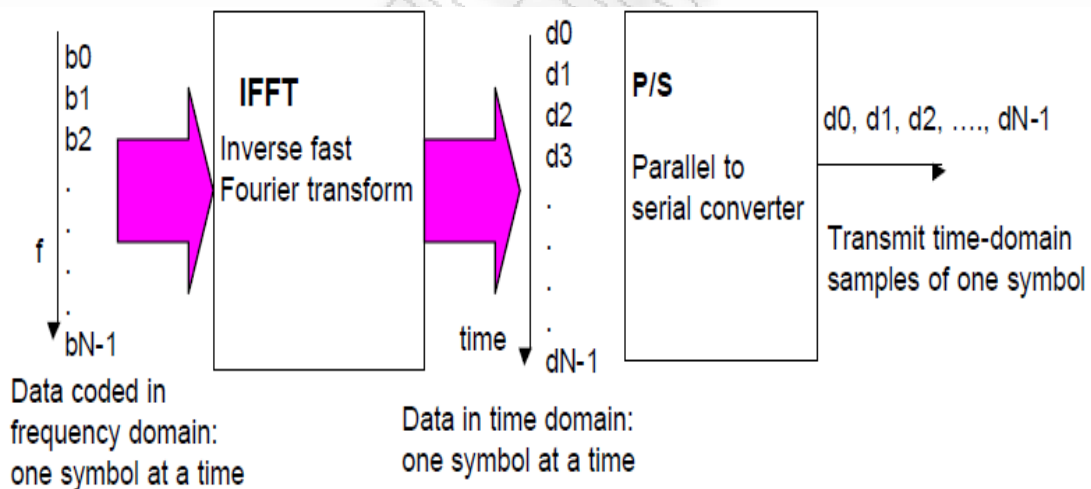 b0
b1
b2
.
.
.
.
bN-1
f
Data coded in
frequency domain:
one symbol at a time
IFFT
Inverse fast
Fourier transform
d0
d1
d2
d3
.
.
.
.
dN-1
time
Data in time domain:
one symbol at a time
P/S
Parallel to
serial converter
d0, d1, d2, ...., dN-1
Transmit time-domain
samples of one symbol